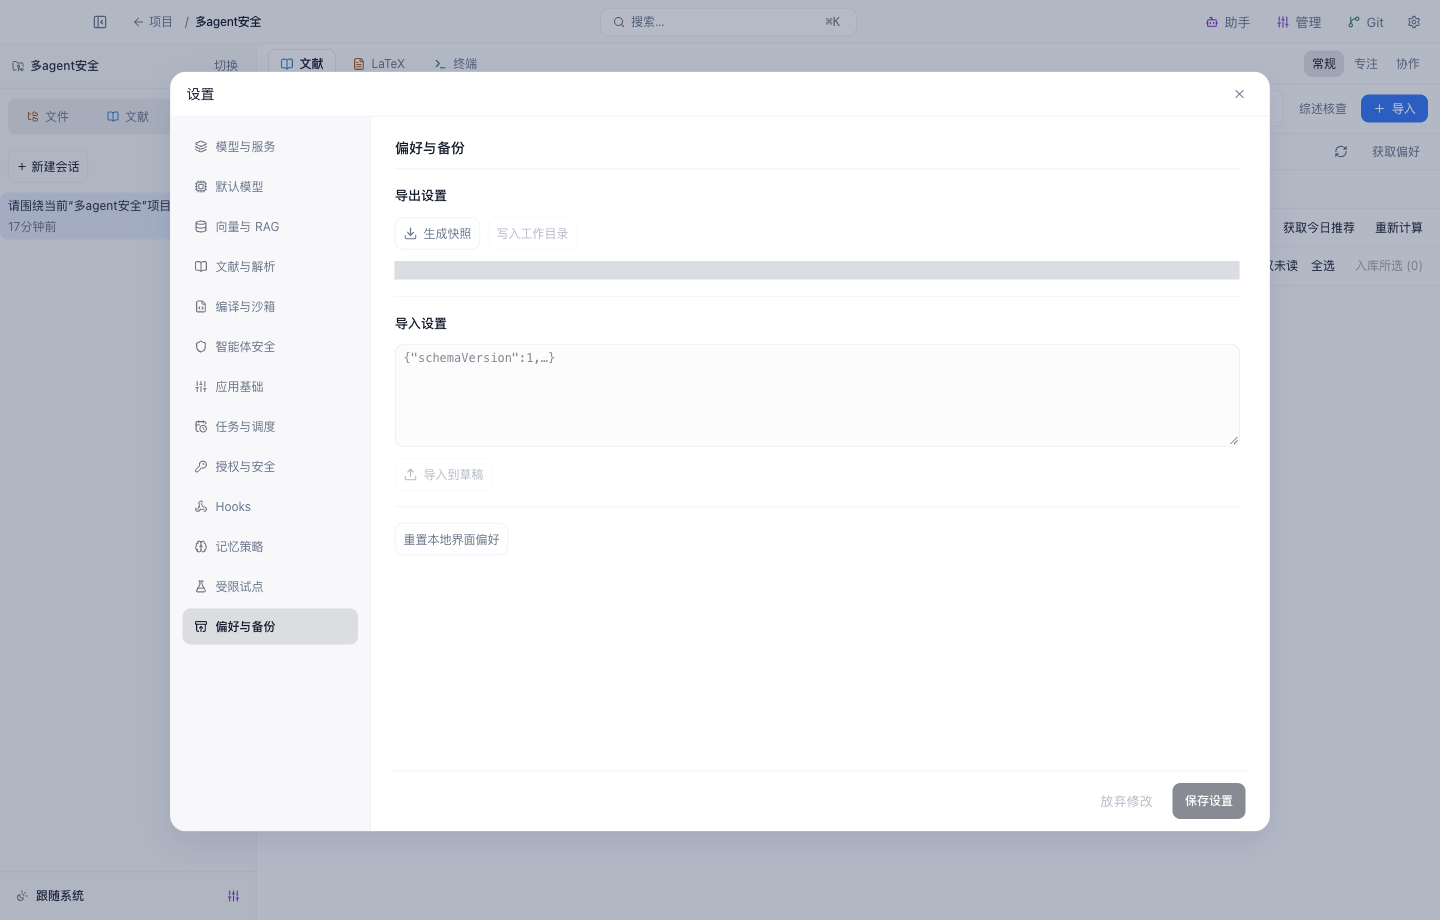 项目 / 多agent安全
搜索... ⌘K
助手 管理 Git
多agent安全 切换
文献 LaTeX 终端
常规 专注 协作
文件 文献
综述核查 导入
新建会话
获取偏好
请围绕当前“多agent安全”项目
17分钟前
获取今日推荐 重新计算
未读 全选 入库所选 (0)
跟随系统
设置
模型与服务
默认模型
向量与 RAG
文献与解析
编译与沙箱
智能体安全
应用基础
任务与调度
授权与安全
Hooks
记忆策略
受限试点
偏好与备份
偏好与备份
导出设置
生成快照 写入工作目录
导入设置
{"schemaVersion":1,…}
导入到草稿
重置本地界面偏好
放弃修改 保存设置